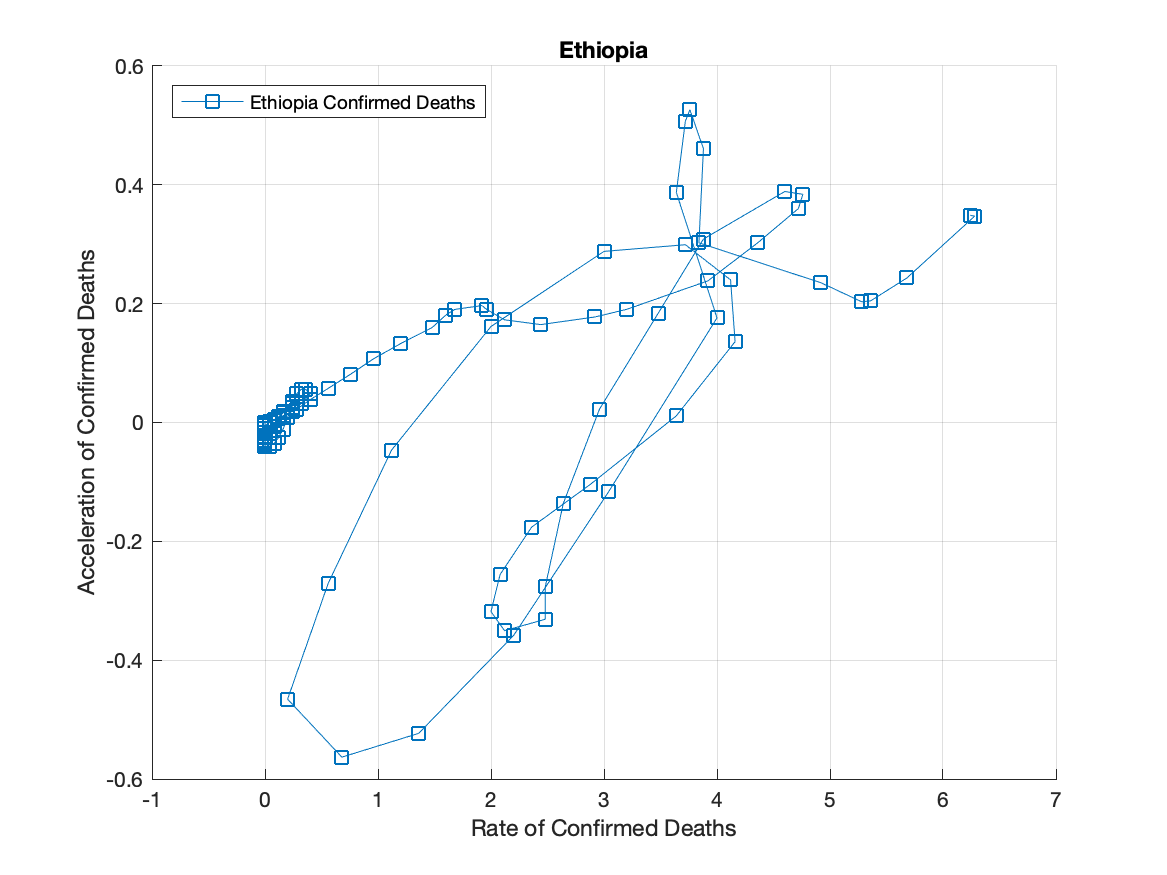 Ethiopia
Ethiopia Confirmed Deaths
Acceleration of Confirmed Deaths
0.6
0.4
0.2
0
-0.2
-0.4
-0.6
-1 0 1 2 3 4 5 6 7
Rate of Confirmed Deaths